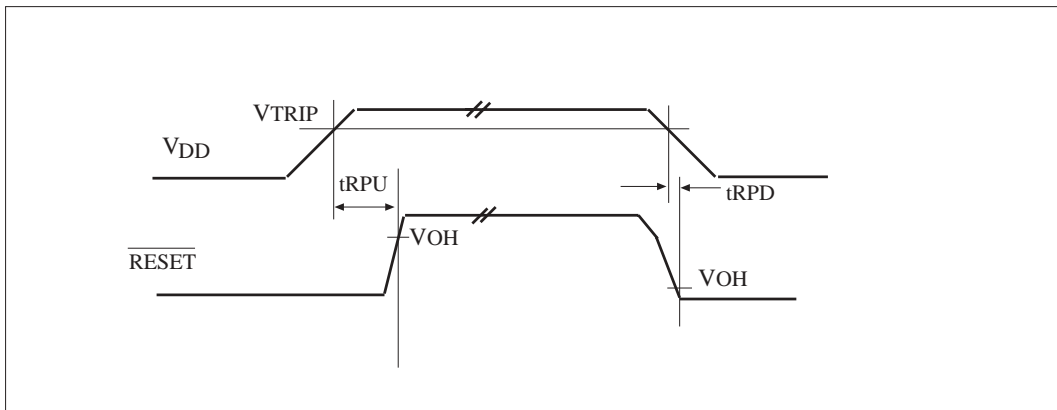 VTRIP
VDD
tRPU
tRPD
VOH
RESET
VOH